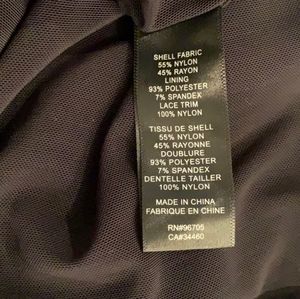 SHELL FABRIC
55% NYLON
45% RAYON
LINING
93% POLYESTER
7% SPANDEX
LACE TRIM
100% NYLON
TISSU DE SHELL
55% NYLON
45% RAYONNE
DOUBLURE
93% POLYESTER
7% SPANDEX
DENTELLE TAILLER
100% NYLON
MADE IN CHINA
FABRIQUE EN CHINE
RN#96705
CA#34460